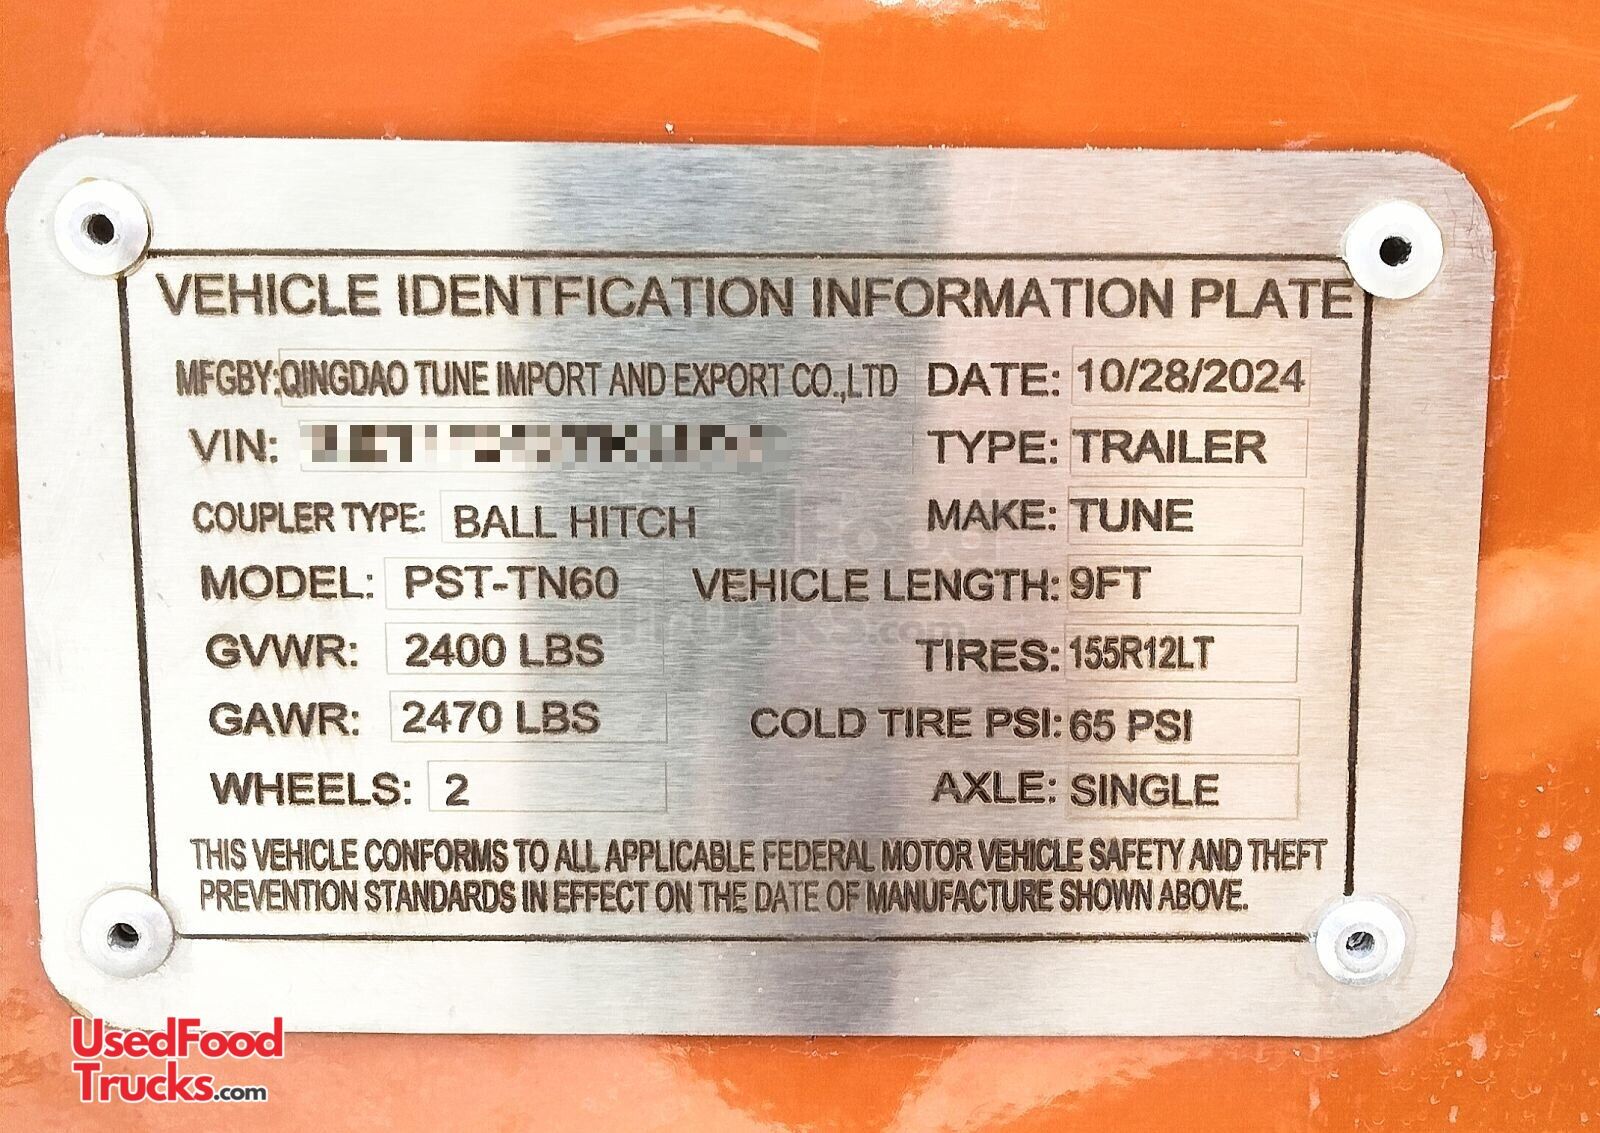 VEHICLE IDENTFICATION INFORMATION PLATE
MFGBY:QINGDAO TUNE IMPORT AND EXPORT CO.,LTD DATE: 10/28/2024
VIN: TYPE: TRAILER
COUPLER TYPE: BALL HITCH MAKE: TUNE
MODEL: PST-TN60 VEHICLE LENGTH: 9FT
GVWR: 2400 LBS TIRES: 155R12LT
GAWR: 2470 LBS COLD TIRE PSI: 65 PSI
WHEELS: 2 AXLE: SINGLE
THIS VEHICLE CONFORMS TO ALL APPLICABLE FEDERAL MOTOR VEHICLE SAFETY AND THEFT
PREVENTION STANDARDS IN EFFECT ON THE DATE OF MANUFACTURE SHOWN ABOVE.
UsedFood
Trucks.com